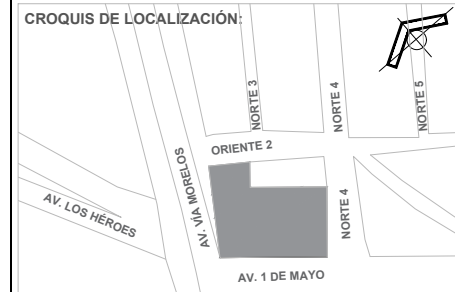 CROQUIS DE LOCALIZACIÓN:
NORTE 3
NORTE 4
NORTE 5
ORIENTE 2
AV. VIA MORELOS
AV. LOS HÉROES
NORTE 4
AV. 1 DE MAYO